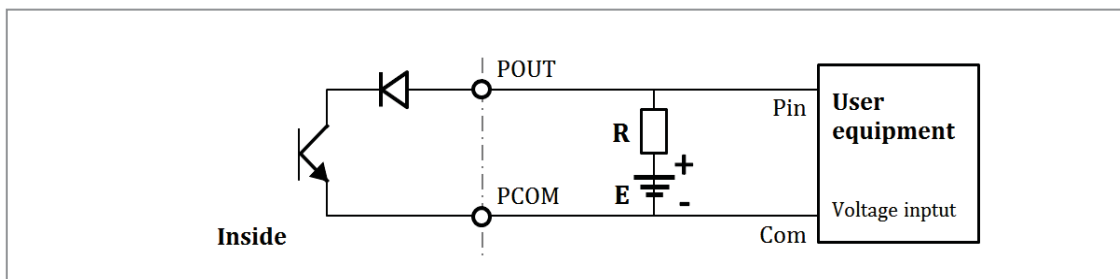 POUT
Pin
User
equipment
R
+
E
-
PCOM
Voltage inptut
Inside
Com